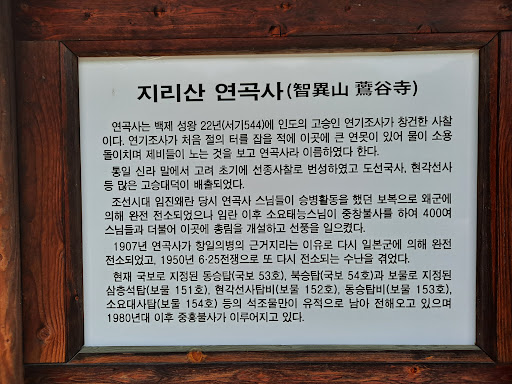 지리산 연곡사(智異山 鷰谷寺)
연곡사는 백제 성왕 22년(서기544)에 인도의 고승인 연기조사가 창건한 사찰
이다. 연기조사가 처음 절의 터를 잡을 적에 이곳에 큰 연못이 있어 물이 소용
돌이치며 제비들이 노는 것을 보고 연곡사라 이름하였다 한다.
통일 신라 말에서 고려 초기에 선종사찰로 번성하였고 도선국사, 현각선사
등 많은 고승대덕이 배출되었다.
조선시대 임진왜란 당시 연곡사 스님들이 승병활동을 했던 보복으로 왜군에
의해 완전 전소되었으나 임란 이후 소요태능스님이 중창불사를 하여 400여
스님들과 더불어 이곳에 총림을 개설하고 선풍을 일으켰다.
1907년 연곡사가 항일의병의 근거지라는 이유로 다시 일본군에 의해 완전
전소되었고, 1950년 6·25전쟁으로 또 다시 전소되는 수난을 겪었다.
현재 국보로 지정된 동승탑(국보 53호), 북승탑(국보 54호)과 보물로 지정된
삼층석탑(보물 151호), 현각선사탑비(보물 152호), 동승탑비(보물 153호),
소요대사탑(보물 154호) 등의 석조물만이 유적으로 남아 전해오고 있으며
1980년대 이후 중흥불사가 이루어지고 있다.